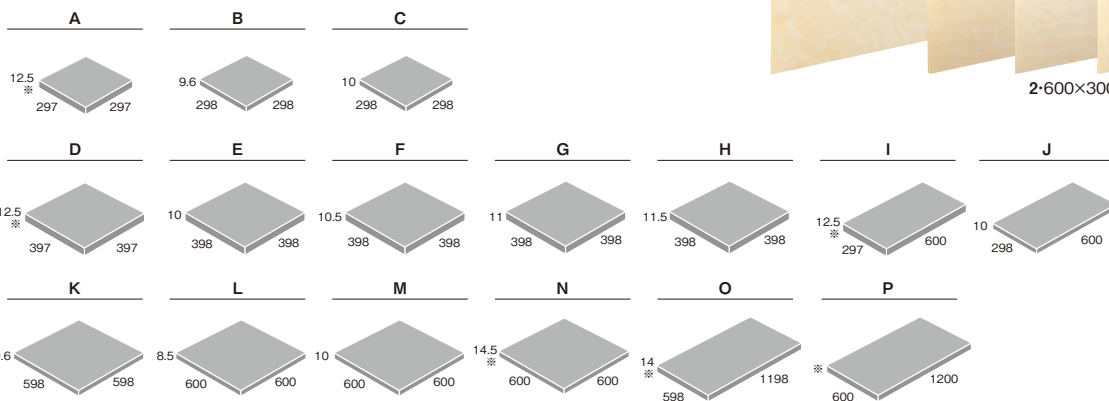 A B C
12.5 ※ 297 297
9.6 298 298
10 298 298
2･600×300
D E F G H I J
12.5 ※ 397 397
10 398 398
10.5 398 398
11 398 398
11.5 398 398
12.5 ※ 297 600
10 298 600
K L M N O P
598 598
8.5 600 600
10 600 600
14.5 ※ 600 600
14 ※ 598 1198
※ 600 1200